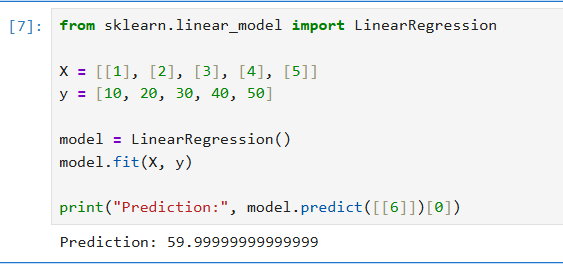 [7]: from sklearn.linear_model import LinearRegression
X = [[1], [2], [3], [4], [5]]
y = [10, 20, 30, 40, 50]
model = LinearRegression()
model.fit(X, y)
print("Prediction:", model.predict([[6]])[0])
Prediction: 59.99999999999999